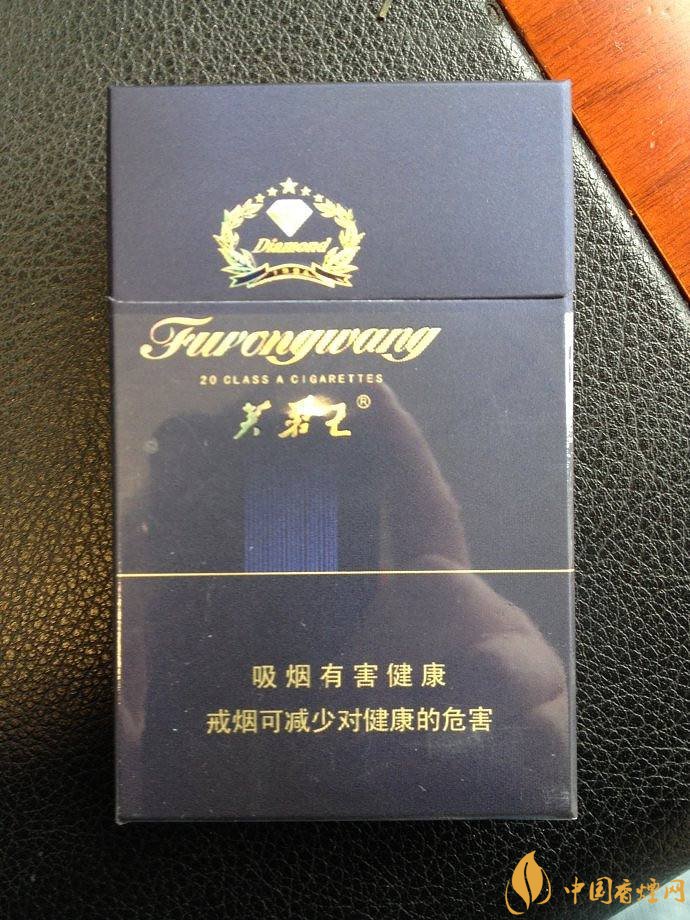 Diamond
1994
Furongwang
20 CLASS A CIGARETTES
芙蓉王®
吸烟有害健康
戒烟可减少对健康的危害
中国香烟网